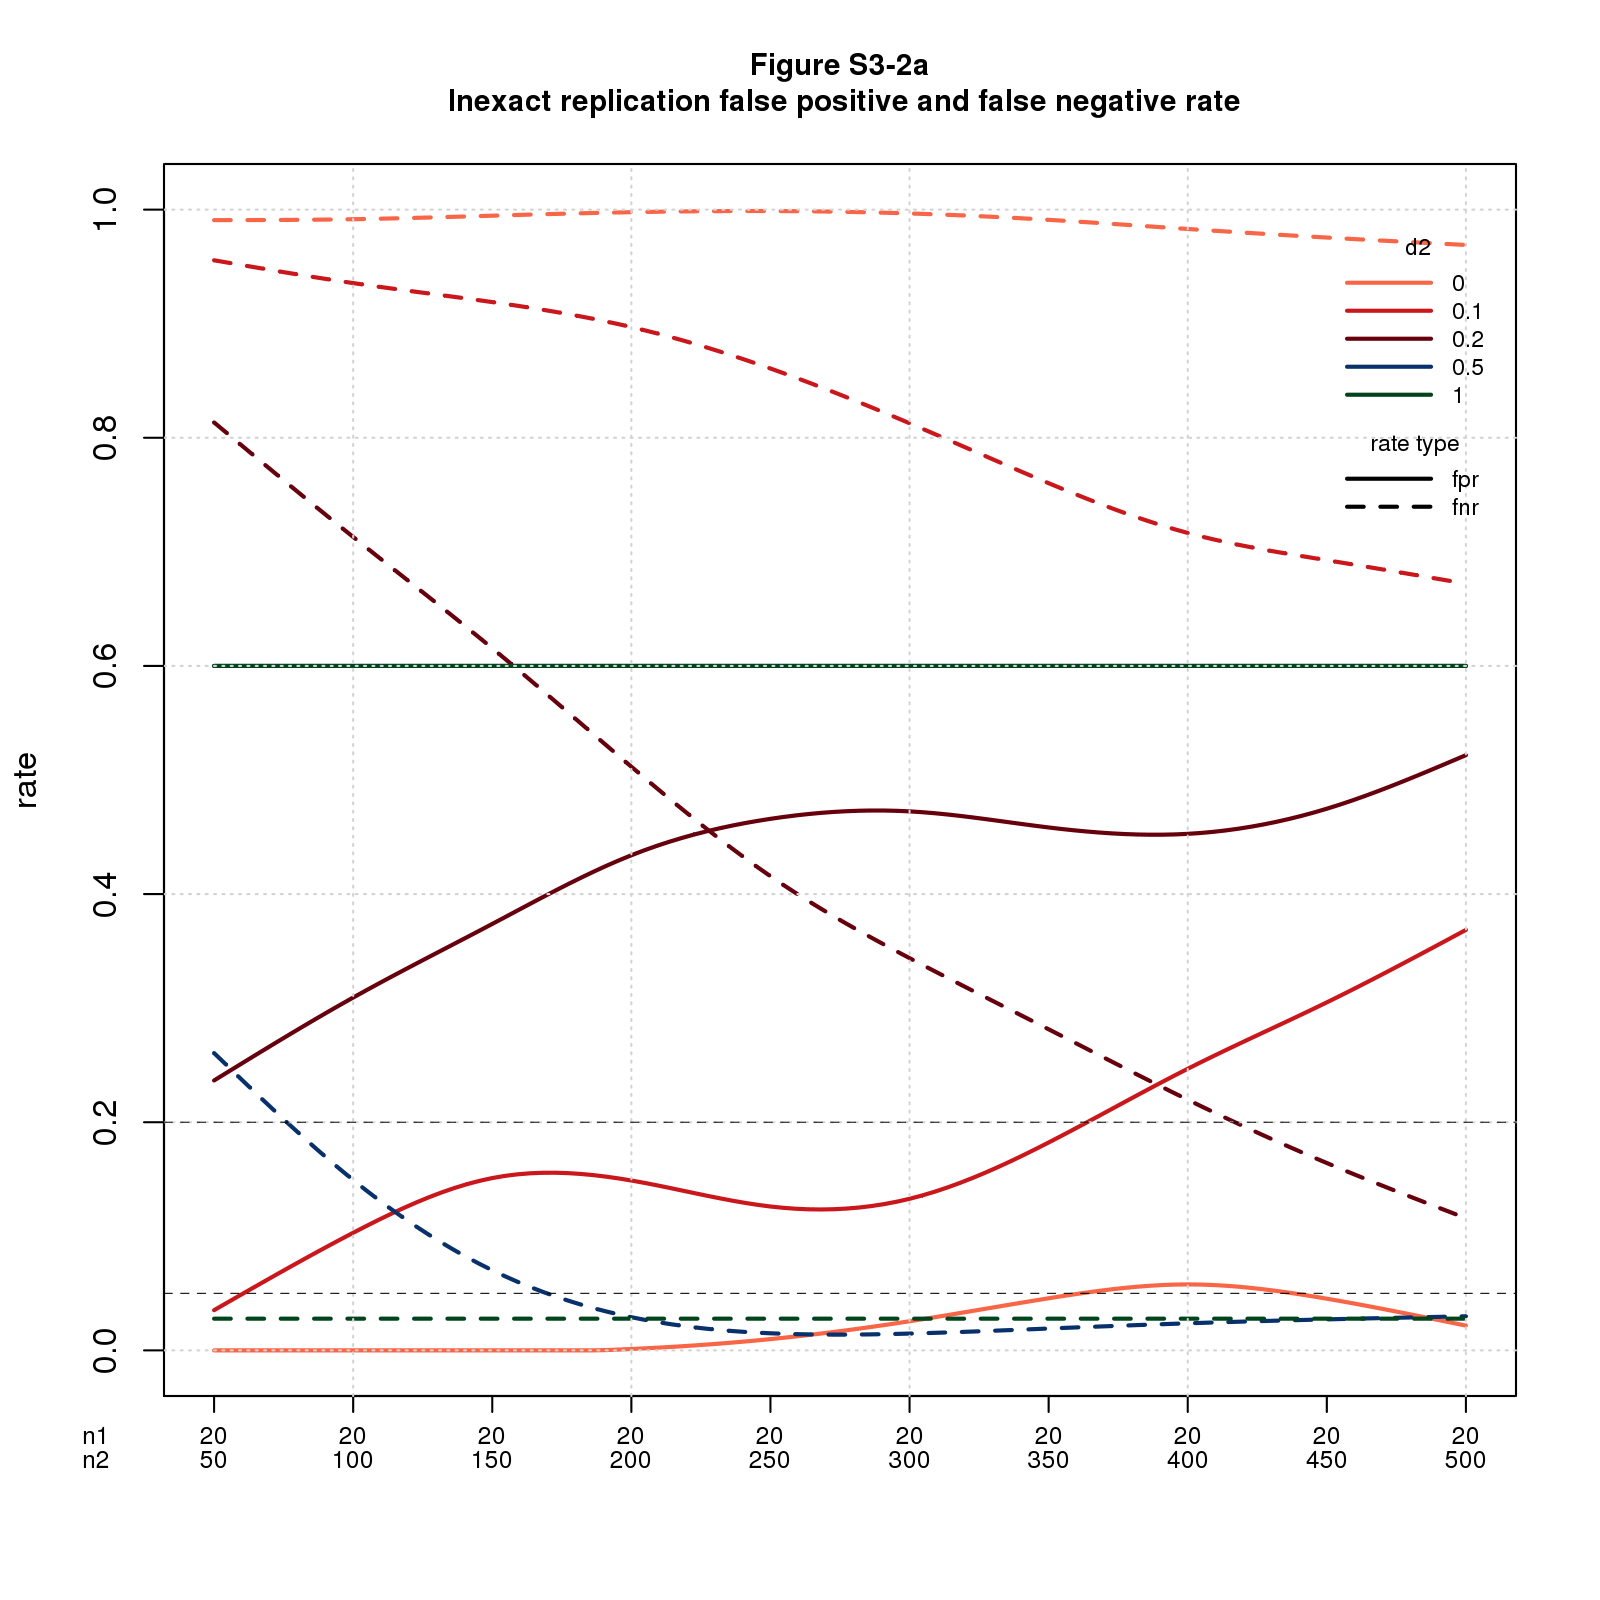 Figure S3-2a
Inexact replication false positive and false negative rate
rate
1.0
0.8
0.6
0.4
0.2
0.0
d2
0
0.1
0.2
0.5
1
rate type
fpr
fnr
n1 20 20 20 20 20 20 20 20 20 20
n2 50 100 150 200 250 300 350 400 450 500